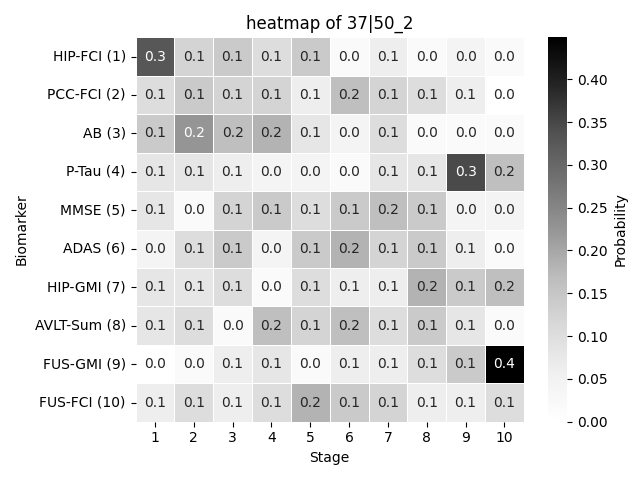 heatmap of 37|50_2
HIP-FCI (1) 0.3 0.1 0.1 0.1 0.1 0.0 0.1 0.0 0.0 0.0
PCC-FCI (2) 0.1 0.1 0.1 0.1 0.1 0.2 0.1 0.1 0.1 0.0
AB (3) 0.1 0.2 0.2 0.2 0.1 0.0 0.1 0.0 0.0 0.0
P-Tau (4) 0.1 0.1 0.1 0.0 0.0 0.0 0.1 0.1 0.3 0.2
MMSE (5) 0.1 0.0 0.1 0.1 0.1 0.1 0.2 0.1 0.0 0.0
ADAS (6) 0.0 0.1 0.1 0.0 0.1 0.2 0.1 0.1 0.1 0.0
HIP-GMI (7) 0.1 0.1 0.1 0.0 0.1 0.1 0.1 0.2 0.1 0.2
AVLT-Sum (8) 0.1 0.1 0.0 0.2 0.1 0.2 0.1 0.1 0.1 0.0
FUS-GMI (9) 0.0 0.0 0.1 0.1 0.0 0.1 0.1 0.1 0.1 0.4
FUS-FCI (10) 0.1 0.1 0.1 0.1 0.2 0.1 0.1 0.1 0.1 0.1
1 2 3 4 5 6 7 8 9 10
Stage
Biomarker
0.40
0.35
0.30
0.25
0.20
0.15
0.10
0.05
0.00
Probability